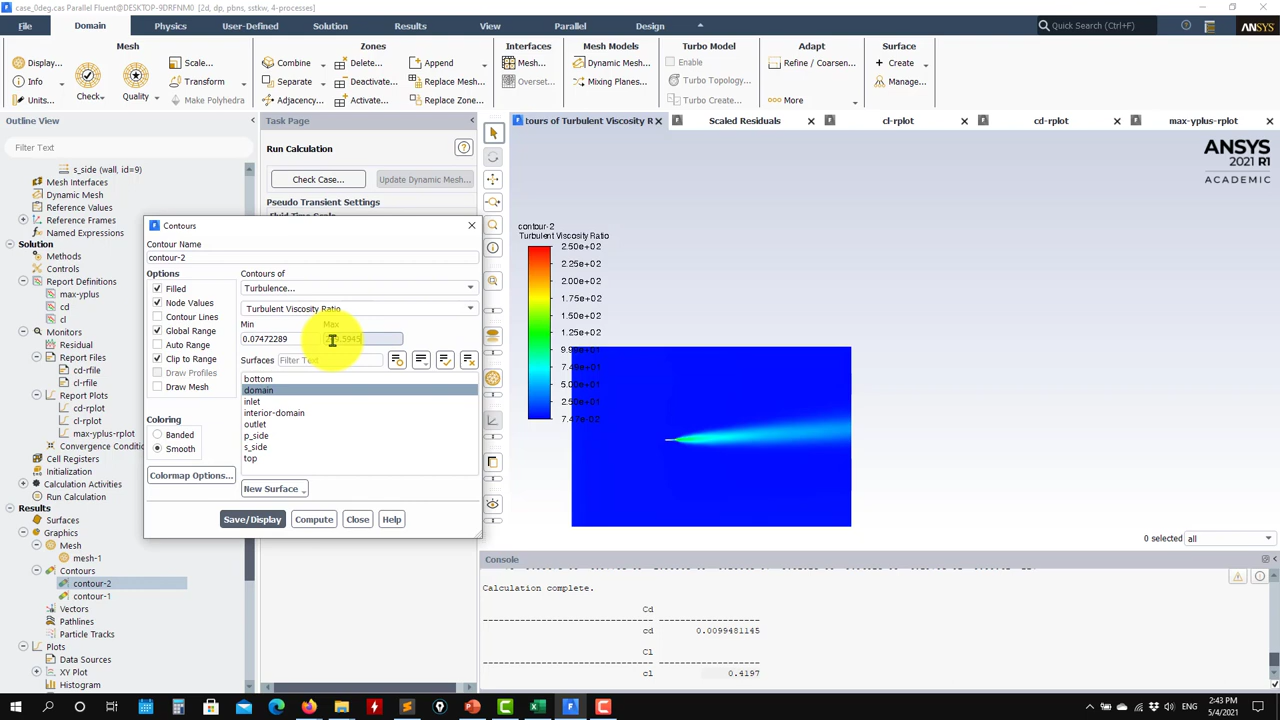 case_0deg.cas Parallel Fluent@DESKTOP-9DRFNM0 [2d, dp, pbns, sstkw, 4-processes]
File Domain Physics User-Defined Solution Results View Parallel Design Quick Search (Ctrl+F) ANSYS
Mesh Zones Interfaces Mesh Models Turbo Model Adapt Surface
Display... Scale... Combine Delete... Append Mesh... Dynamic Mesh... Enable Refine / Coarsen... Create
Info Transform Separate Deactivate... Replace Mesh... Overset... Mixing Planes... Turbo Topology... Manage...
Units... Check Quality Make Polyhedra Adjacency... Activate... Replace Zone... Turbo Create... More
Outline View
Filter Text
s_side (wall, id=9)
Mesh Interfaces
Dynamic Mesh
Reference Values
Reference Frames
Named Expressions
Solution
Methods
Controls
Report Definitions
max-yplus
cd
cl
Monitors
Residual
Report Files
cd-rfile
cl-rfile
Report Plots
cd-rplot
cl-rplot
max-yplus-rplot
Convergence Conditio
Cell Registers
Initialization
Calculation Activities
Run Calculation
Results
Surfaces
Graphics
Mesh
mesh-1
Contours
contour-2
contour-1
Vectors
Pathlines
Particle Tracks
Plots
Data Sources
XY Plot
Histogram
Task Page
Run Calculation
Check Case... Update Dynamic Mesh...
Pseudo Transient Settings
Contours
Contour Name
contour-2
Options
Filled
Node Values
Contour Lines
Global Range
Auto Range
Clip to Range
Draw Profiles
Draw Mesh
Coloring
Banded
Smooth
Colormap Options...
Contours of
Turbulence...
Turbulent Viscosity Ratio
Min Max
0.07472289
Surfaces Filter Text
bottom
domain
inlet
interior-domain
outlet
p_side
s_side
top
New Surface
Save/Display Compute Close Help
tours of Turbulent Viscosity R Scaled Residuals cl-rplot cd-rplot max-yplus-rplot
ANSYS
2021 R1
ACADEMIC
contour-2
Turbulent Viscosity Ratio
2.50e+02
2.25e+02
2.00e+02
1.75e+02
1.50e+02
1.25e+02
9.99e+01
7.49e+01
5.00e+01
2.50e+01
7.47e-02
0 selected all
Console
Calculation complete.
Cd
cd 0.0099481145
Cl
cl 0.4197
ENG 2:43 PM
5/4/2021